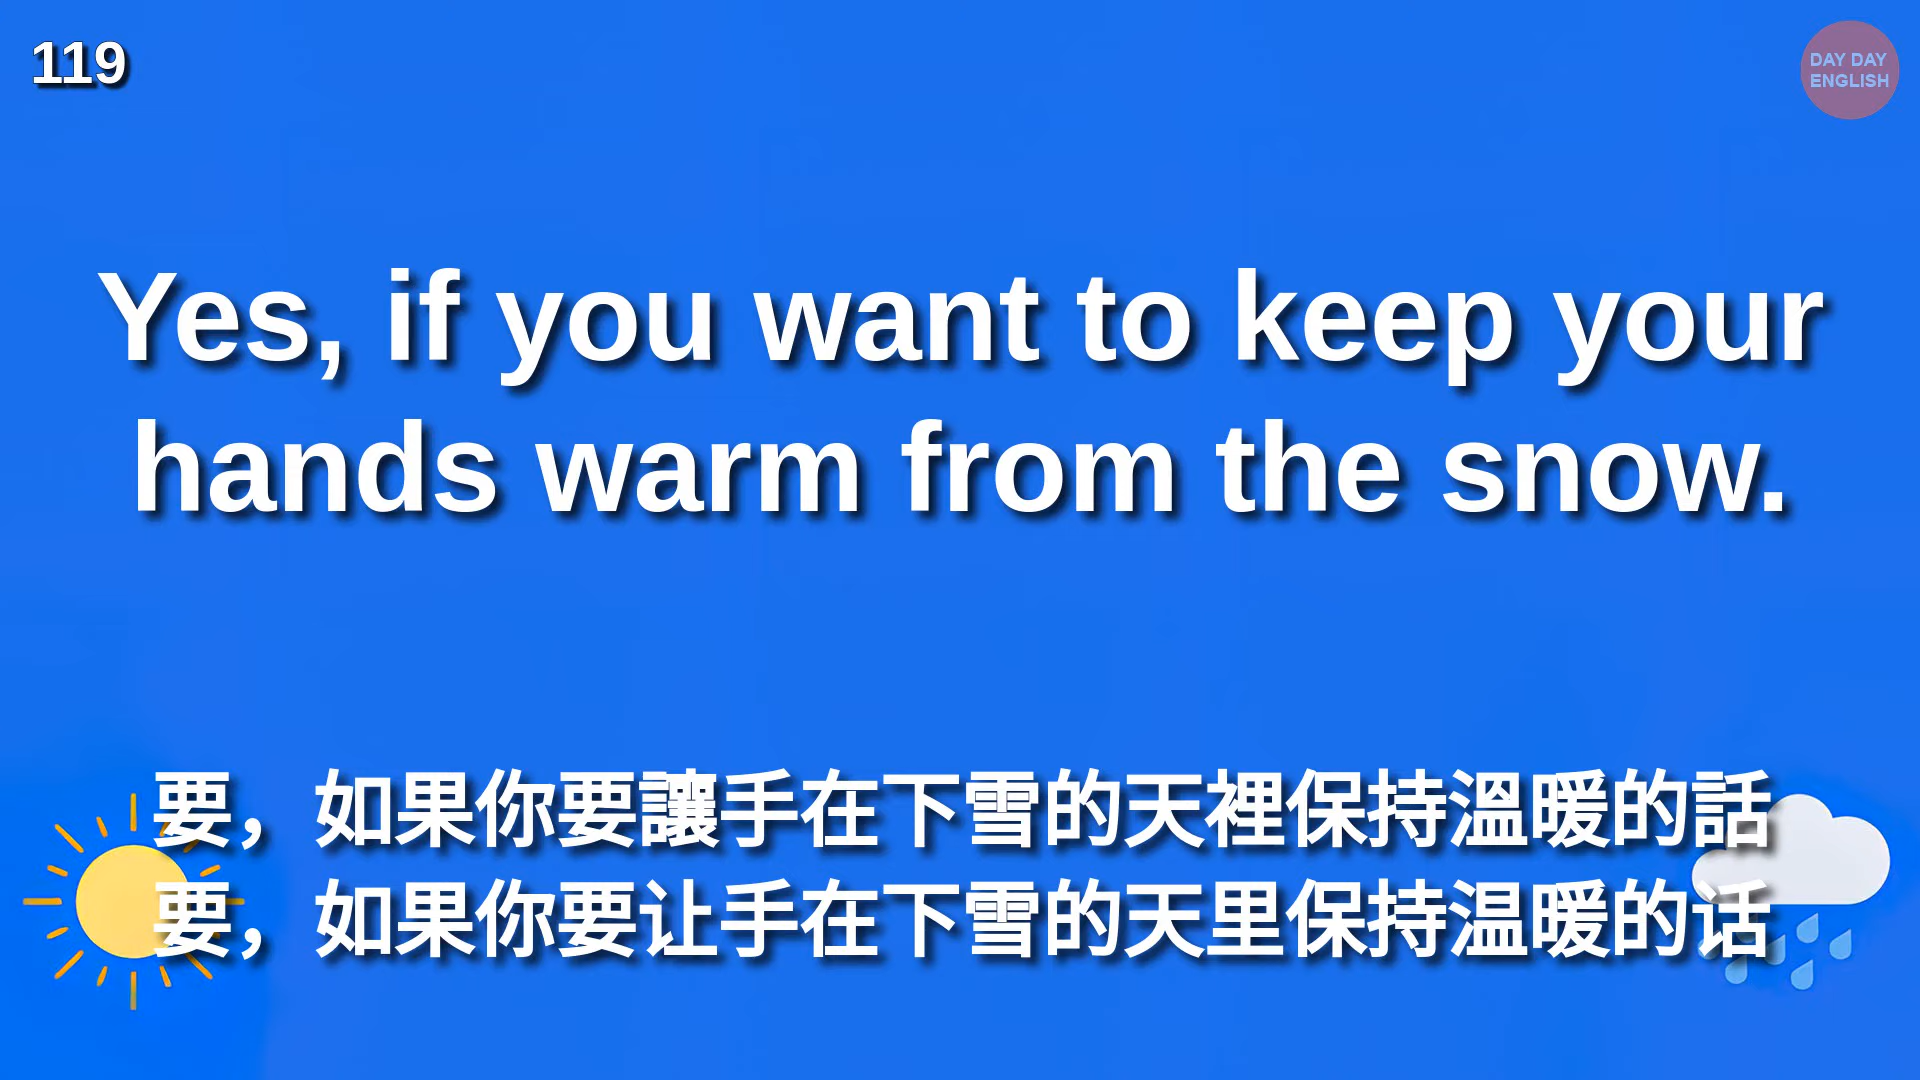 119
DAY DAY
ENGLISH
Yes, if you want to keep your
hands warm from the snow.
要，如果你要讓手在下雪的天裡保持溫暖的話
要，如果你要让手在下雪的天里保持温暖的话